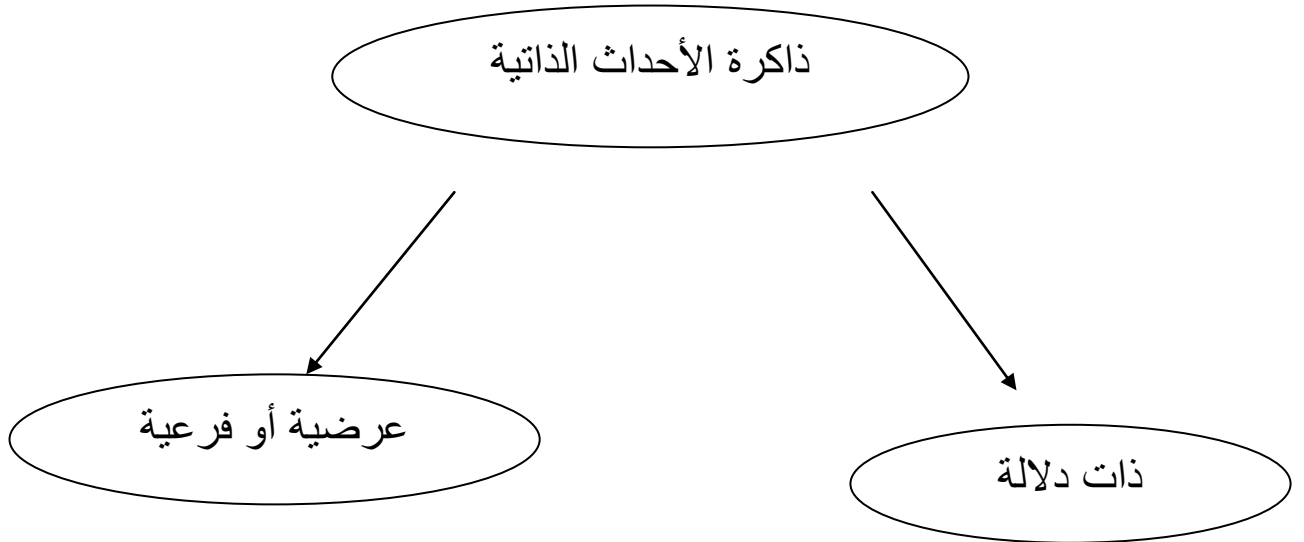 ذاكرة الأحداث الذاتية
عرضية أو فرعية
ذات دلالة